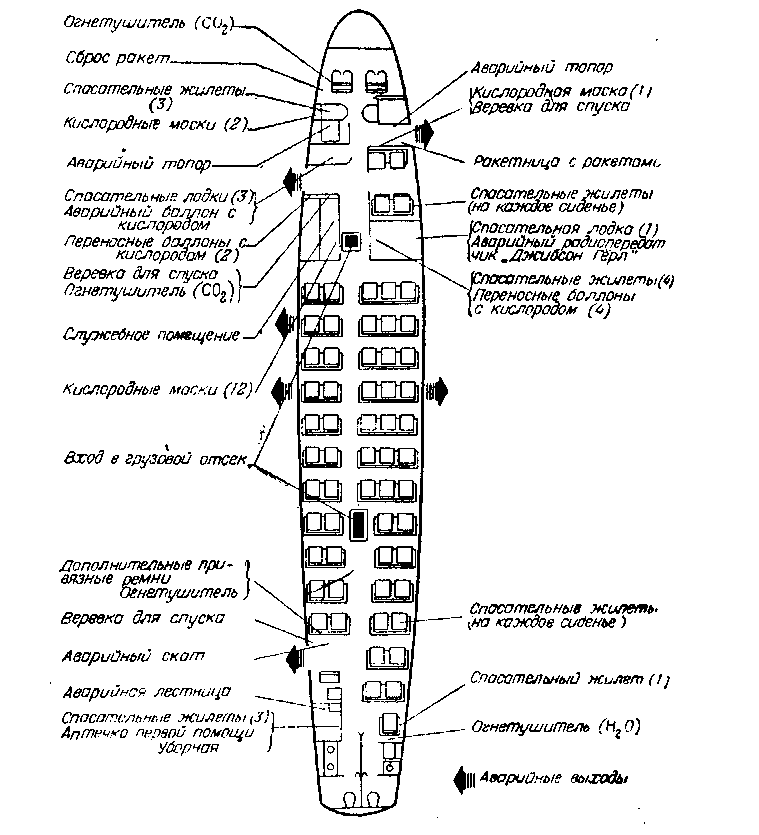 Огнетушитель (CO₂)
Сброс ракет
Спасательные жилеты
(3)
Кислородные маски (2)
Аварийный топор
Спасательные лодки (3)
Аварийный баллон с
кислородом
Переносные баллоны с
кислородом (2)
Веревка для спуска
Огнетушитель (CO₂)
Служебное помещение
Кислородные маски (12)
Вход в грузовой отсек
Дополнительные при-
вязные ремни
Огнетушитель
Веревка для спуска
Аварийный скат
Аварийная лестница
Спасательные жилеты (3)
Аптечка первой помощи
Уборная
Аварийный топор
Кислородная маска (1)
Веревка для спуска
Ракетница с ракетами
Спасательные жилеты
(на каждое сиденье)
Спасательная лодка (1)
Аварийный радиопередат
чик „Джибсон Гёрл"
Спасательные жилеты (4)
Переносные баллоны
с кислородом (4)
Спасательные жилеты
(на каждое сиденье)
Спасательный жилет (1)
Огнетушитель (H₂O)
Аварийные выходы